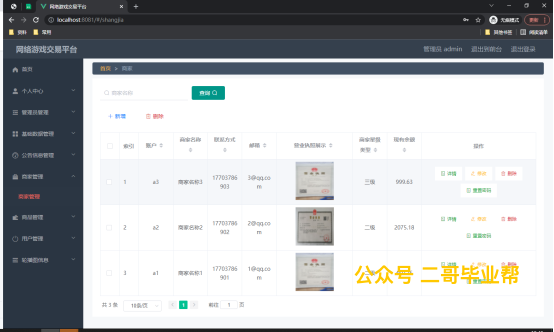 网络游戏交易平台
localhost:8081/#/shangjia
无痕模式
更新
资料
常用
其他书签
阅读清单
网络游戏交易平台
管理员 admin
退出到前台
退出登录
首页
个人中心
管理员管理
基础数据管理
公告信息管理
商家管理
商家管理
商品管理
用户管理
轮播图信息
首页 > 商家
商家名称
查询
+ 新增
删除
索引 账户 商家名称 联系方式 邮箱 营业执照展示 商家星级类型 现有余额 操作
1 a3 商家名称3 17703786903 3@qq.com 三级 999.63 详情 修改 删除 重置密码
2 a2 商家名称2 17703786902 2@qq.com 二级 2075.18 详情 修改 删除 重置密码
3 a1 商家名称1 17703786901 1@qq.com
公众号 二哥毕业帮
共 3 条 10条/页 < 1 > 前往 1 页